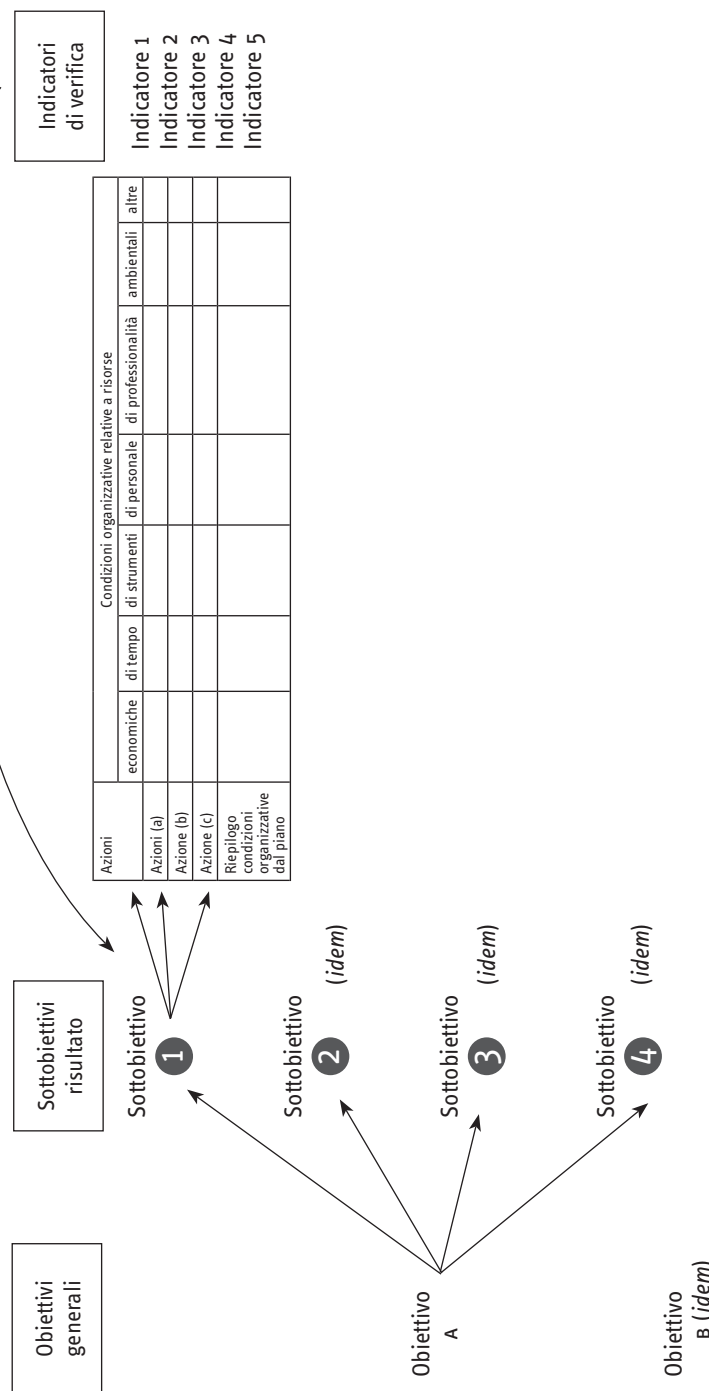 Obiettivi
generali
Sottobiettivi
risultato
Indicatori
di verifica
Obiettivo
A
Obiettivo
B (idem)
Sottobiettivo
1
Sottobiettivo
2 (idem)
Sottobiettivo
3 (idem)
Sottobiettivo
4 (idem)
Azioni
Condizioni organizzative relative a risorse
economiche di tempo di strumenti di personale di professionalità ambientali altre
Azioni (a)
Azione (b)
Azione (c)
Riepilogo
condizioni
organizzative
dal piano
Indicatore 1
Indicatore 2
Indicatore 3
Indicatore 4
Indicatore 5